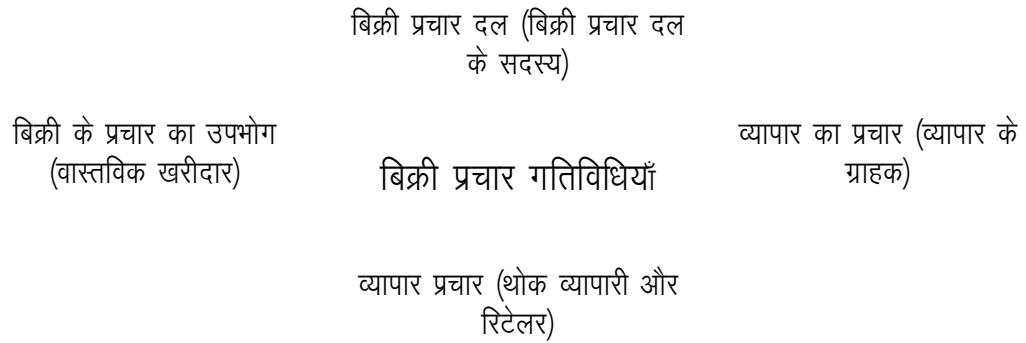 बिक्री प्रचार दल (बिक्री प्रचार दल
के सदस्य)
बिक्री के प्रचार का उपभोग
(वास्तविक खरीदार)
बिक्री प्रचार गतिविधियाँ
व्यापार का प्रचार (व्यापार के
ग्राहक)
व्यापार प्रचार (थोक व्यापारी और
रिटेलर)